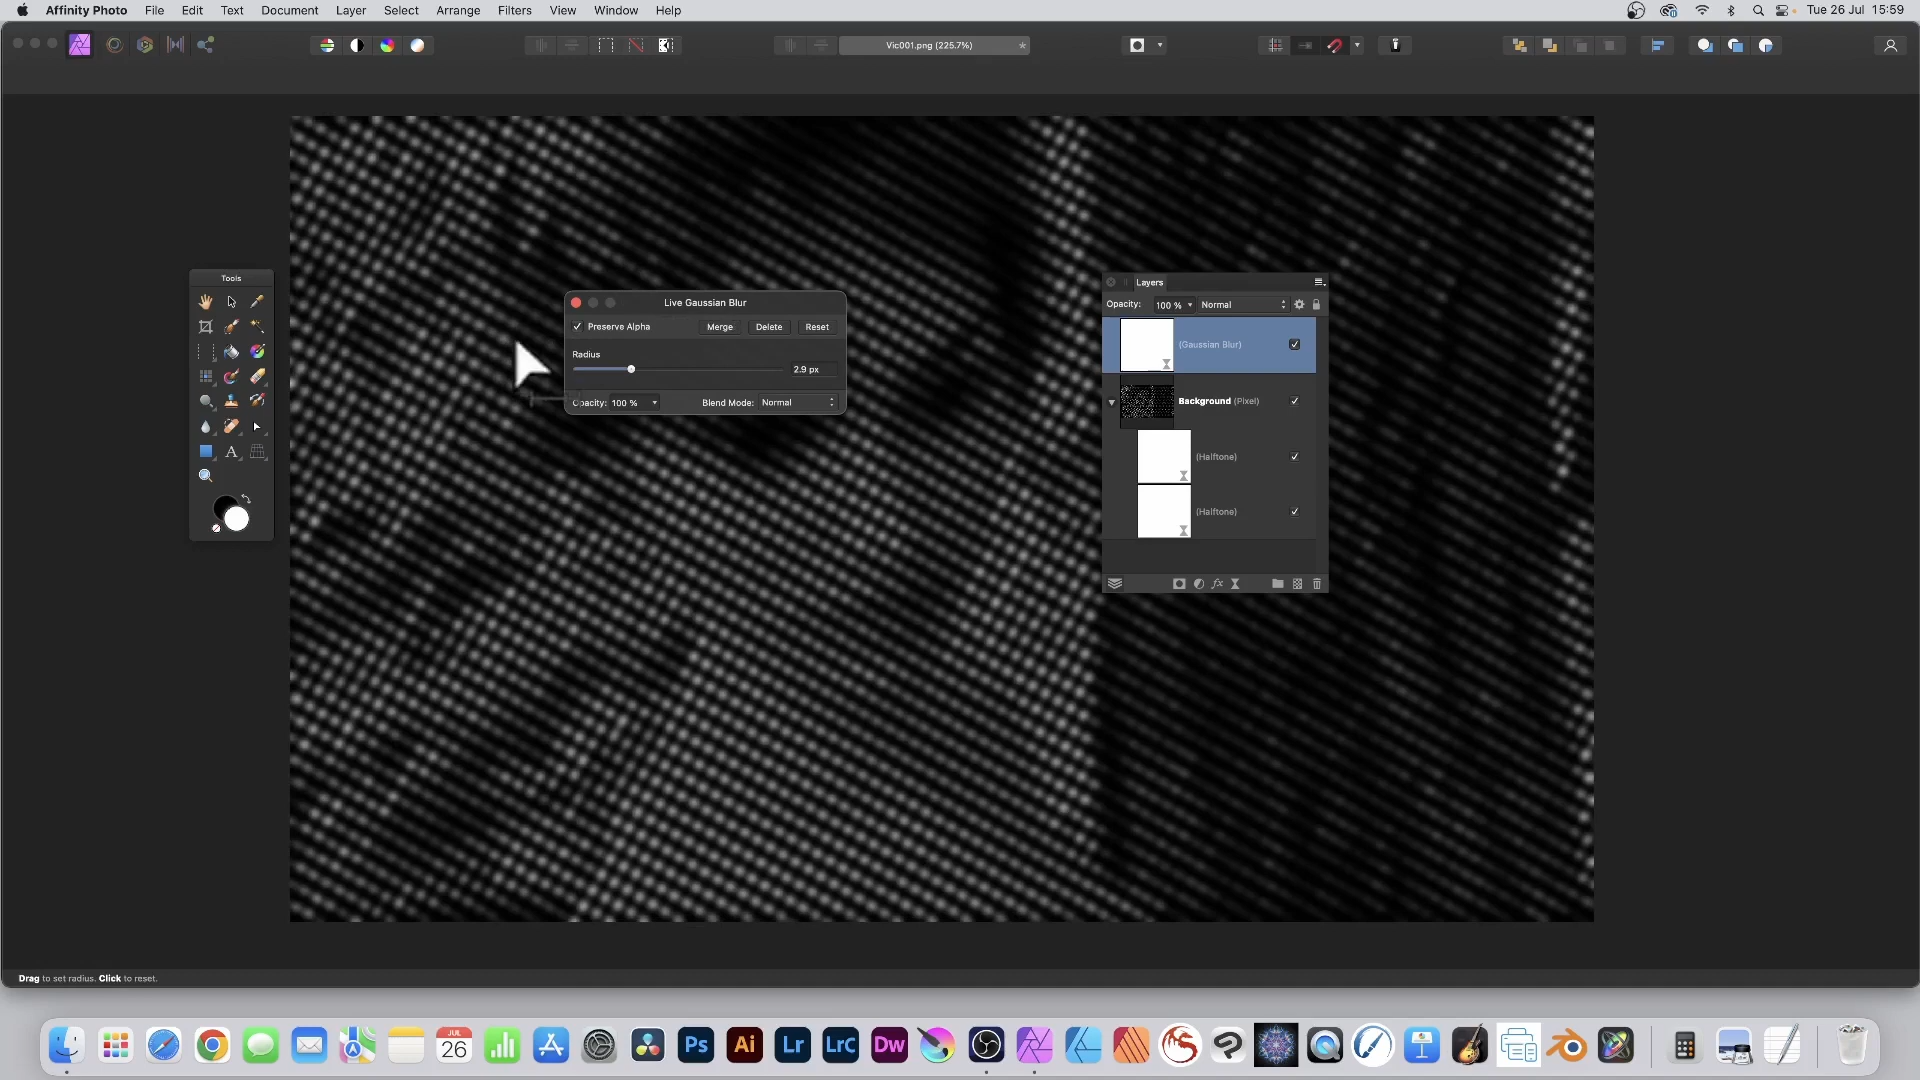 Affinity Photo File Edit Text Document Layer Select Arrange Filters View Window Help Tue 26 Jul 15:59
Vic001.png (225.7%)
Tools
Live Gaussian Blur
Preserve Alpha Merge Delete Reset
Radius
2.9 px
Opacity: 100 % Blend Mode: Normal
Layers
Opacity: 100 % Normal
(Gaussian Blur)
Background (Pixel)
(Halftone)
(Halftone)
A
fx
Drag to set radius. Click to reset.
JUL
26
Ps Ai Lr LrC Dw